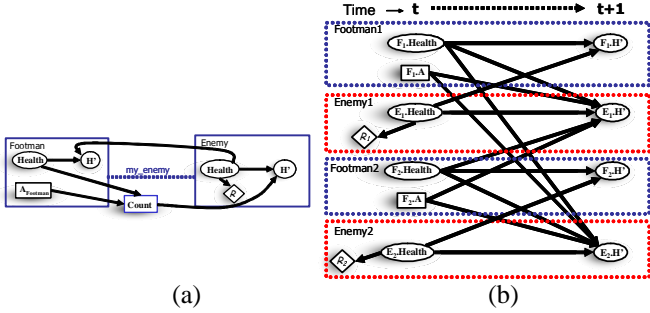 Time t t+1
Footman1
F₁.Health F₁.H'
F₁.A
Enemy1
E₁.Health E₁.H'
R₁
Footman2
F₂.Health F₂.H'
F₂.A
Enemy2
E₂.Health E₂.H'
R₂
Footman Enemy
my_enemy
Health H' Health H'
R
A_Footman
Count
(a) (b)